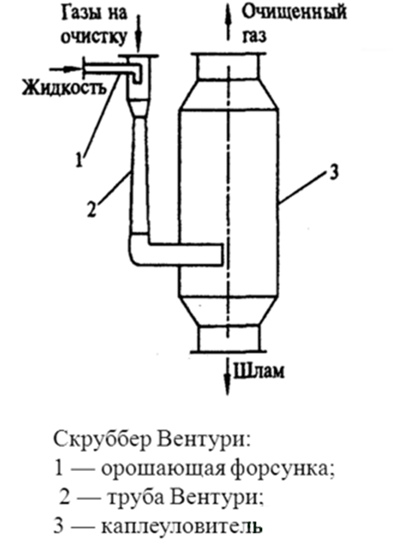 Газы на
очистку
Очищенный
газ
Жидкость
1
2
3
Шлам
Скруббер Вентури:
1 — орошающая форсунка;
2 — труба Вентури;
3 — каплеуловитель